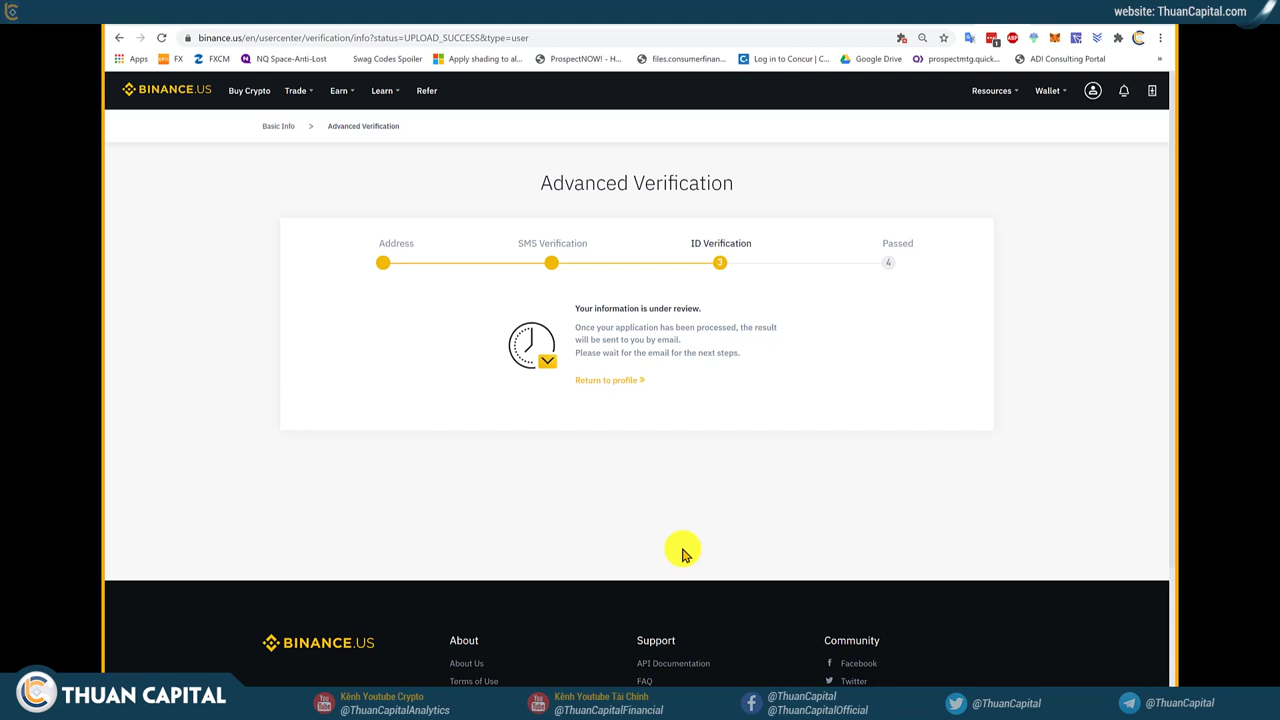 website: ThuanCapital.com
binance.us/en/usercenter/verification/info?status=UPLOAD_SUCCESS&type=user
1
ABP
Apps
FX
FXCM
NQ Space-Anti-Lost
Swag Codes Spoiler
Apply shading to al...
ProspectNOW! - H...
files.consumerfinan...
Log in to Concur | C...
Google Drive
prospectmtg.quick...
ADI Consulting Portal
»
BINANCE.US
Buy Crypto
Trade
Earn
Learn
Refer
Resources
Wallet
Basic Info > Advanced Verification
Advanced Verification
Address
SMS Verification
ID Verification
Passed
3
4
Your information is under review.
Once your application has been processed, the result
will be sent to you by email.
Please wait for the email for the next steps.
Return to profile »
BINANCE.US
About
Support
Community
About Us
API Documentation
Facebook
Terms of Use
FAQ
Twitter
THUAN CAPITAL
Kênh Youtube Crypto
@ThuanCapitalAnalytics
Kênh Youtube Tài Chính
@ThuanCapitalFinancial
@ThuanCapital
@ThuanCapitalOfficial
@ThuanCapital
@ThuanCapital